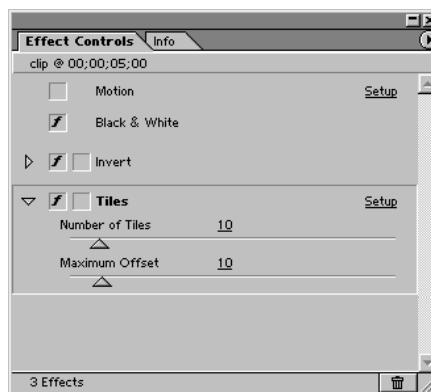 Effect Controls Info
clip @ 00;00;05;00
Motion Setup
f Black & White
f Invert
f Tiles Setup
Number of Tiles 10
Maximum Offset 10
3 Effects